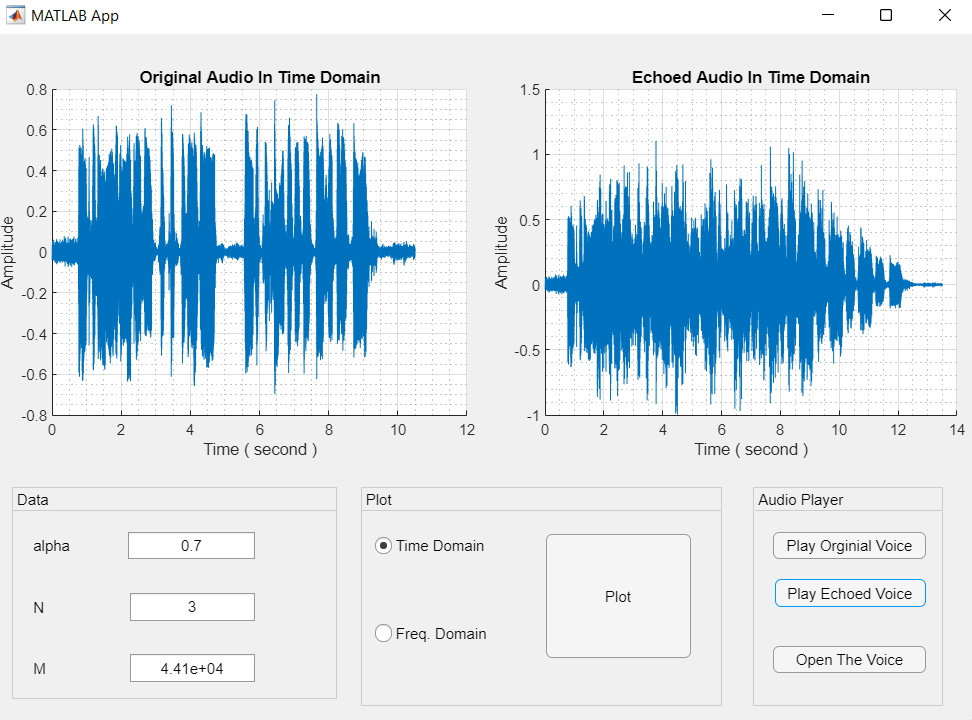 MATLAB App
Original Audio In Time Domain
0.8
0.6
0.4
0.2
0
-0.2
-0.4
-0.6
-0.8
Amplitude
0 2 4 6 8 10 12
Time ( second )
Echoed Audio In Time Domain
1.5
1
0.5
0
-0.5
-1
Amplitude
0 2 4 6 8 10 12 14
Time ( second )
Data
alpha 0.7
N 3
M 4.41e+04
Plot
Time Domain
Freq. Domain
Plot
Audio Player
Play Orginial Voice
Play Echoed Voice
Open The Voice